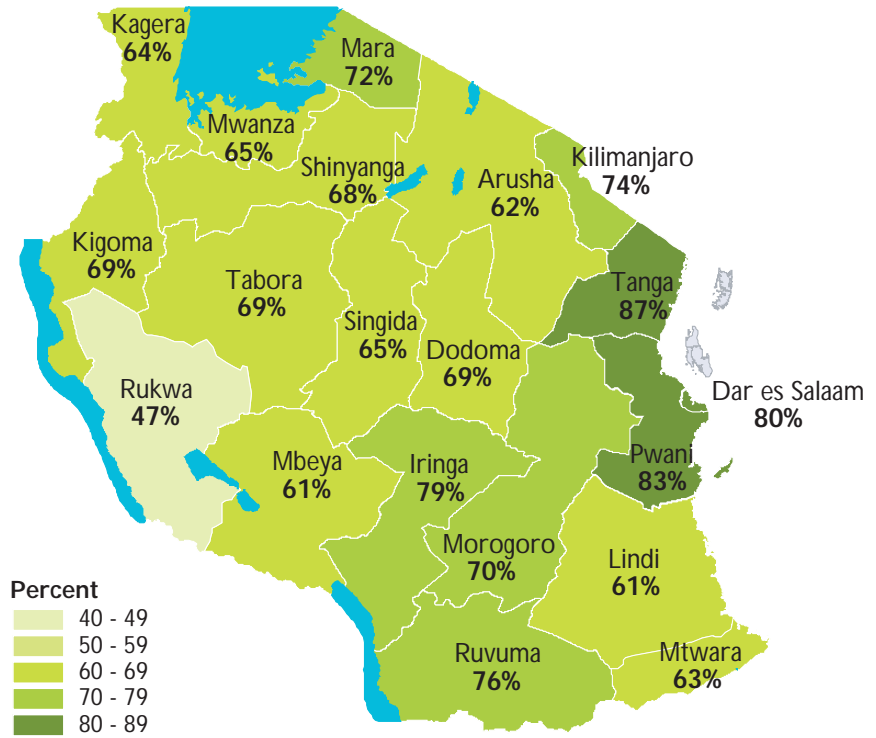 Kagera
64%
Mara
72%
Mwanza
65%
Shinyanga
68%
Arusha
62%
Kilimanjaro
74%
Kigoma
69%
Tabora
69%
Singida
65%
Dodoma
69%
Tanga
87%
Dar es Salaam
80%
Rukwa
47%
Mbeya
61%
Iringa
79%
Pwani
83%
Morogoro
70%
Lindi
61%
Ruvuma
76%
Mtwara
63%
Percent
40 - 49
50 - 59
60 - 69
70 - 79
80 - 89